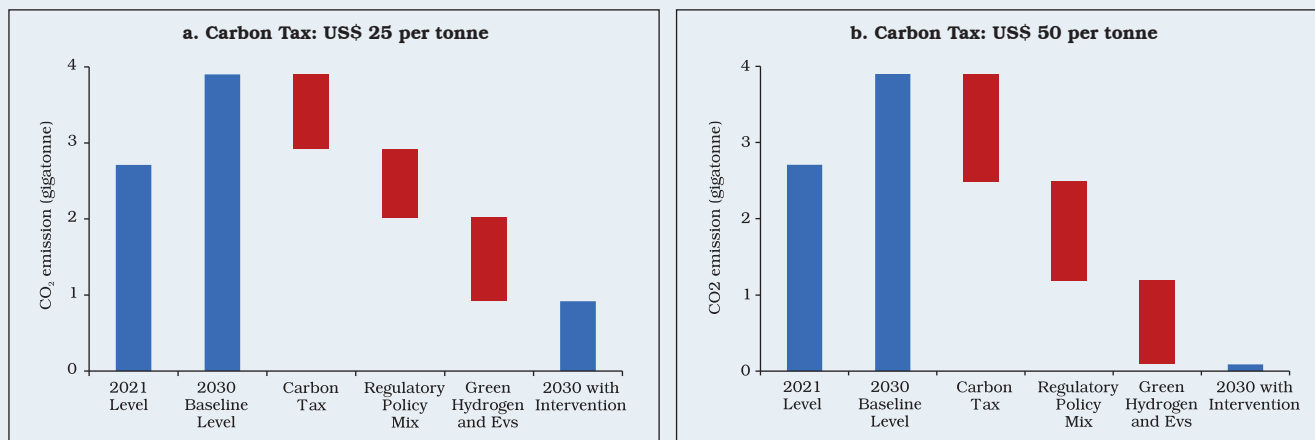 a. Carbon Tax: US$ 25 per tonne
CO₂ emission (gigatonne)
4
3
2
1
0
2021
Level
2030
Baseline
Level
Carbon
Tax
Regulatory
Policy
Mix
Green
Hydrogen
and Evs
2030 with
Intervention
b. Carbon Tax: US$ 50 per tonne
CO2 emission (gigatonne)
4
3
2
1
0
2021
Level
2030
Baseline
Level
Carbon
Tax
Regulatory
Policy
Mix
Green
Hydrogen
and Evs
2030 with
Intervention